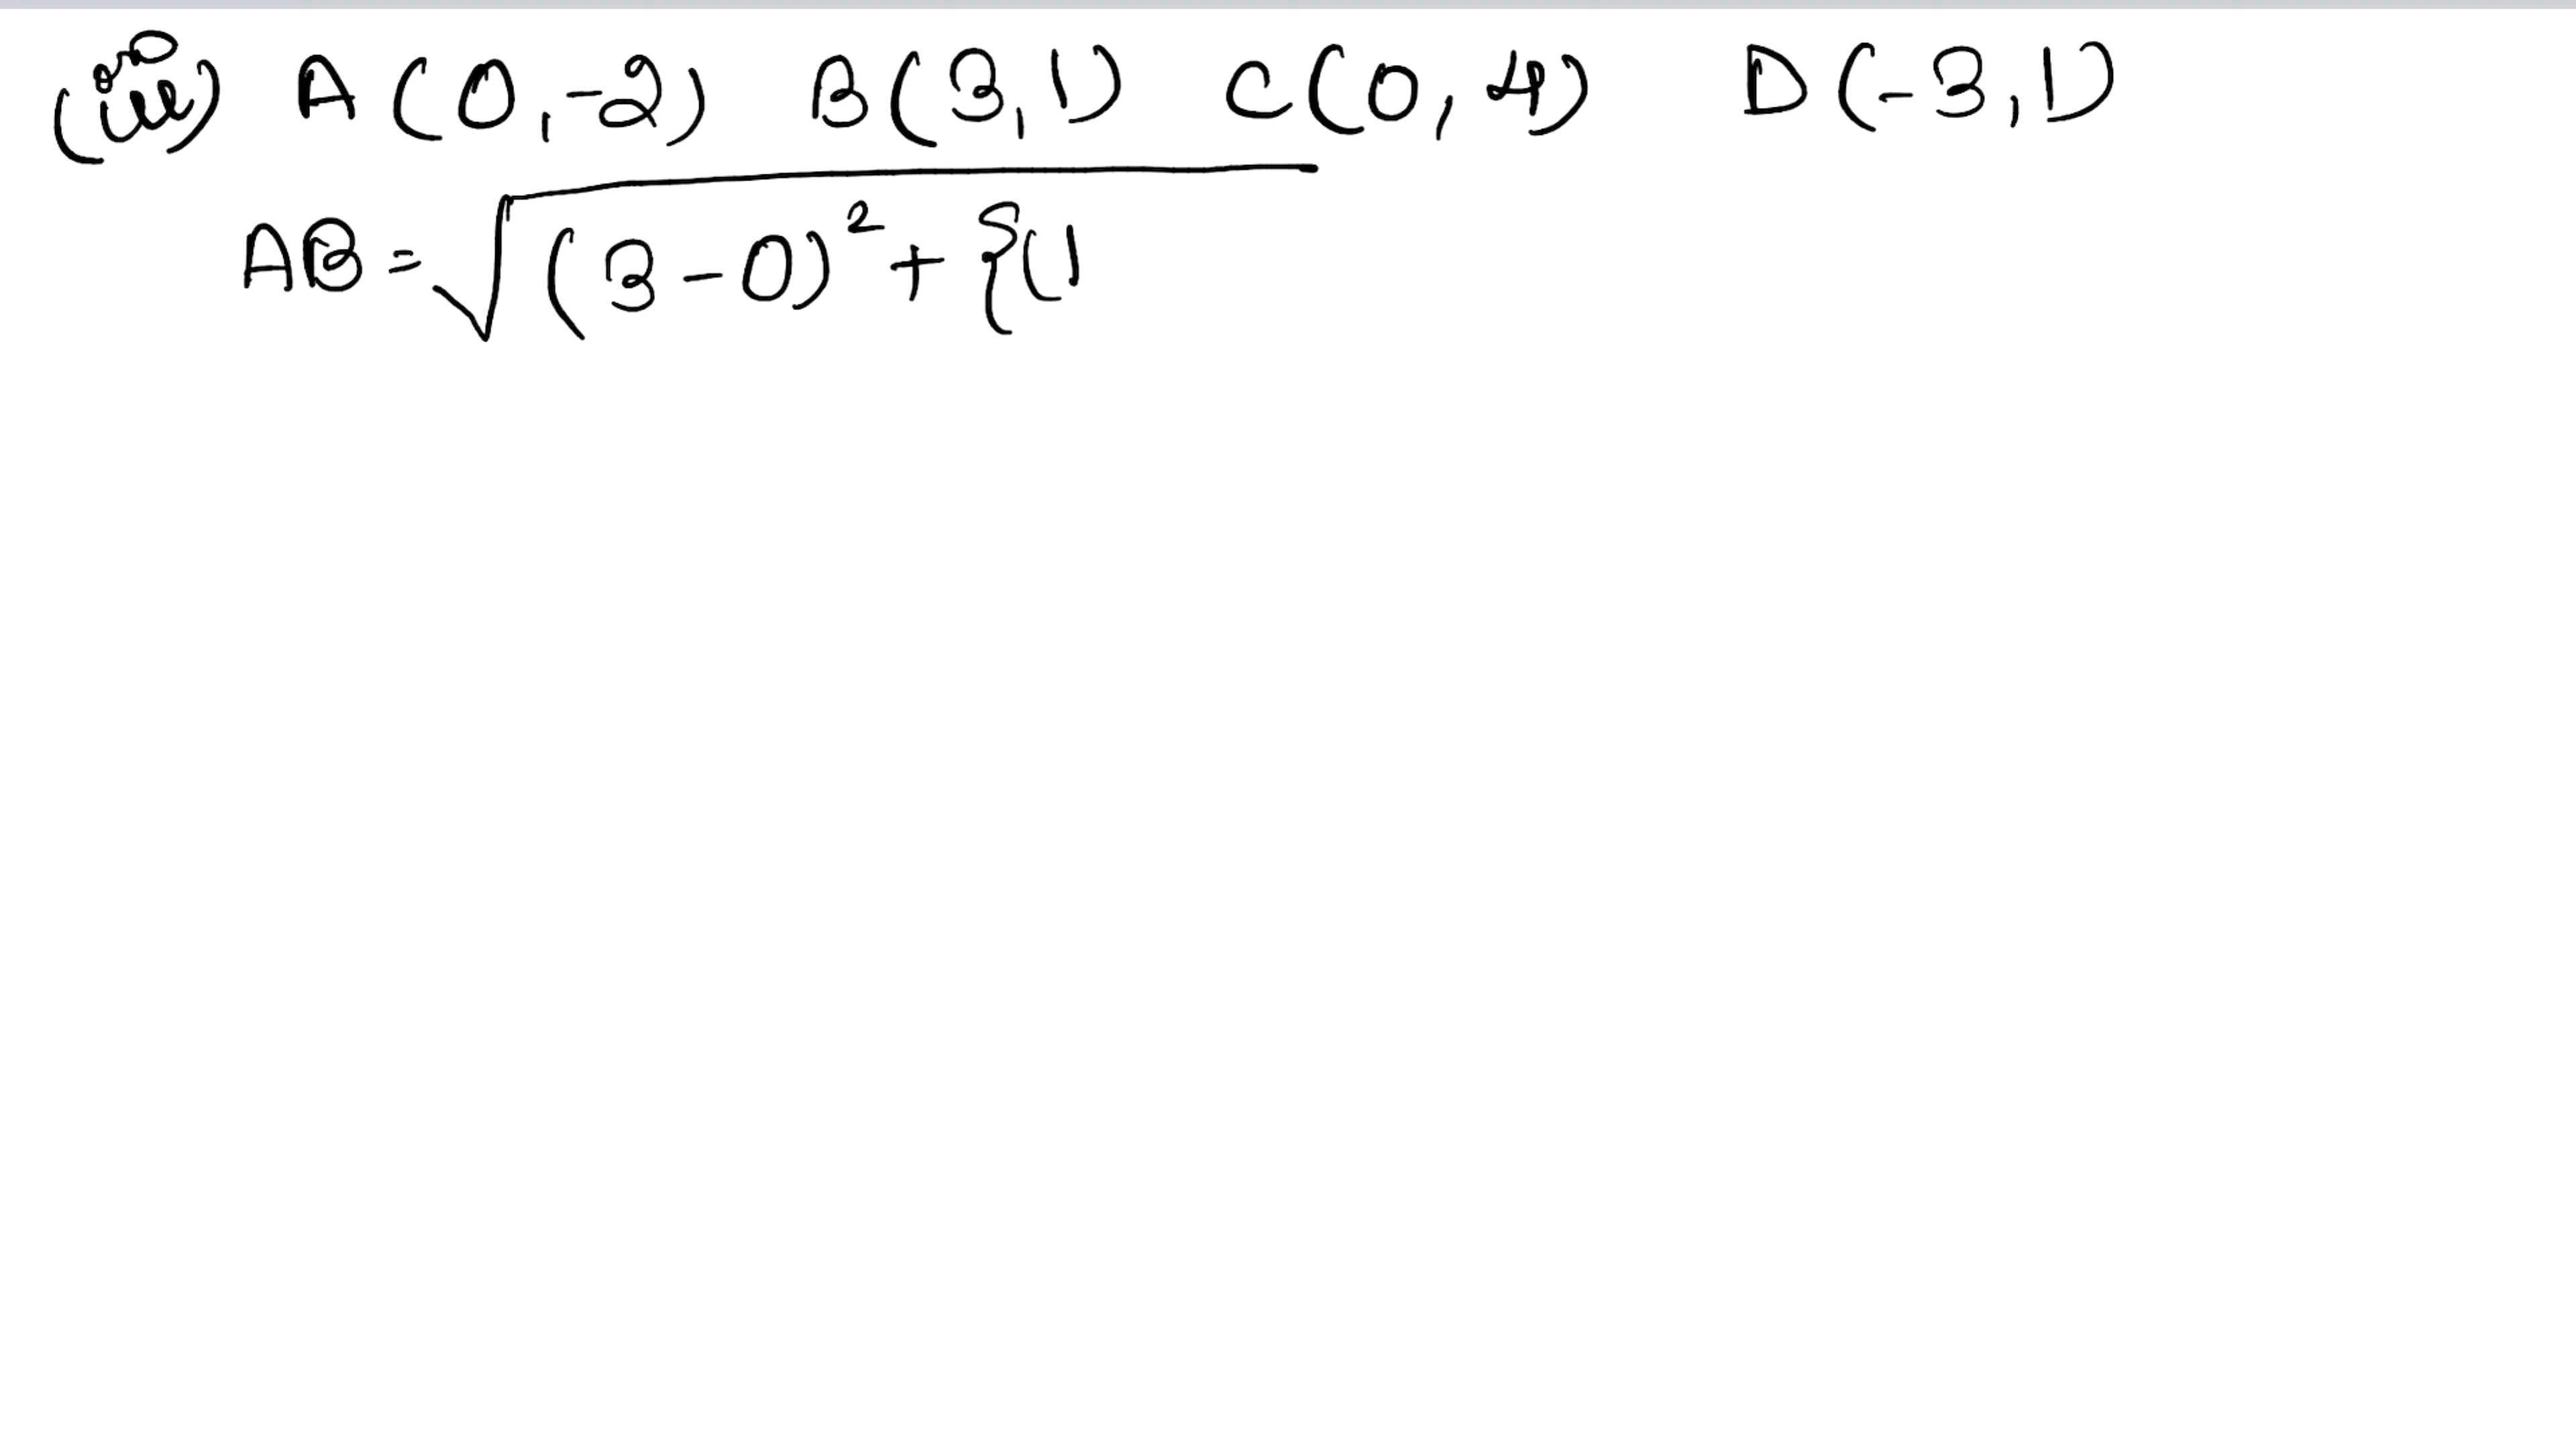 (iii) A(0,-2) B(3,1) C(0,4) D(-3,1)
AB = √(3-0)² + {(1